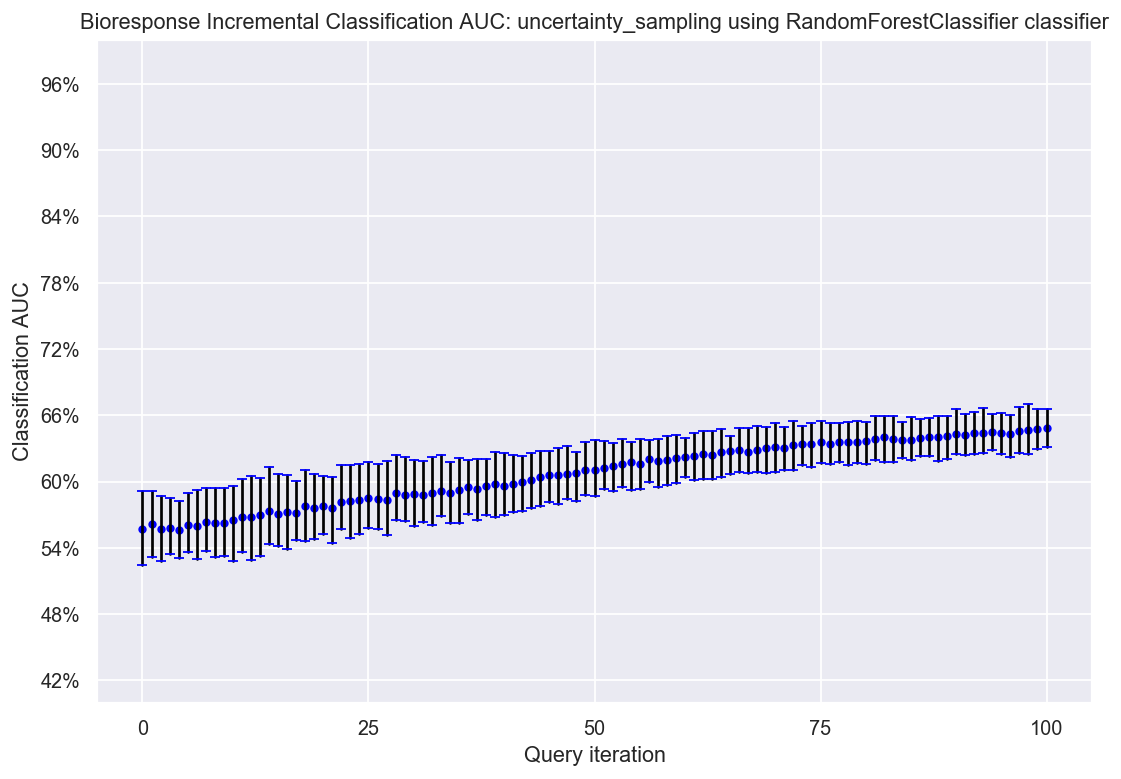 Bioresponse Incremental Classification AUC: uncertainty_sampling using RandomForestClassifier classifier
96%
90%
84%
78%
72%
66%
60%
54%
48%
42%
Classification AUC
0 25 50 75 100
Query iteration